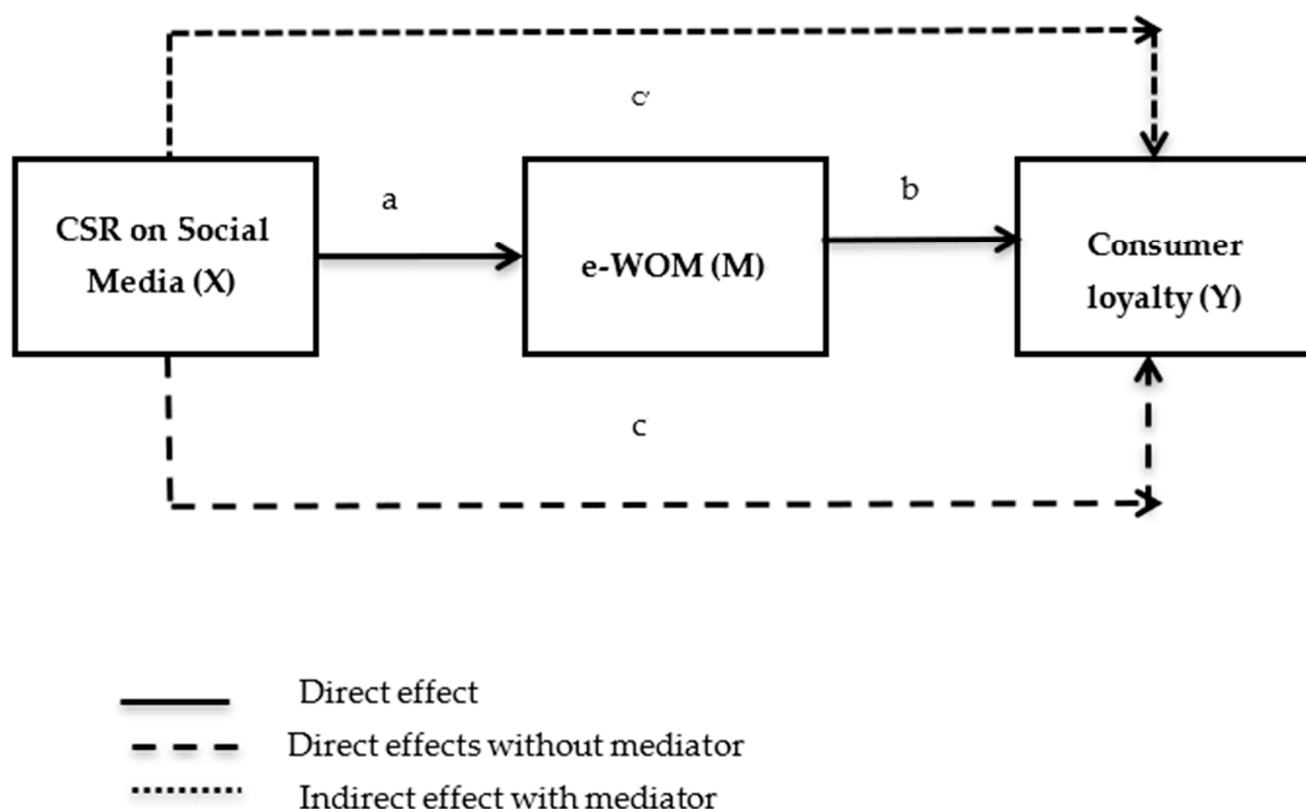 c'
CSR on Social
Media (X)
a
e-WOM (M)
b
Consumer
loyalty (Y)
c
Direct effect
Direct effects without mediator
Indirect effect with mediator